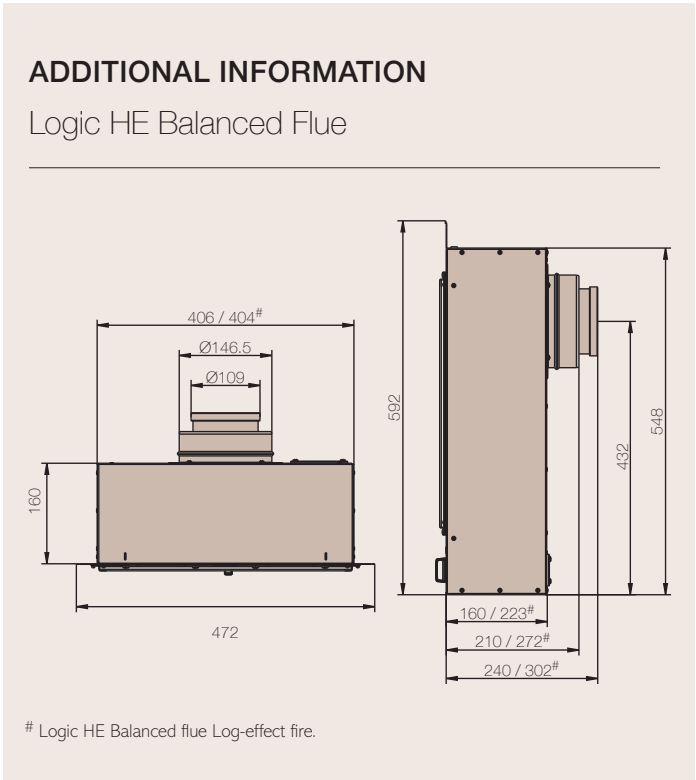 ADDITIONAL INFORMATION
Logic HE Balanced Flue
406 / 404#
Ø146.5
Ø109
160
472
592
548
432
160 / 223#
210 / 272#
240 / 302#
# Logic HE Balanced flue Log-effect fire.